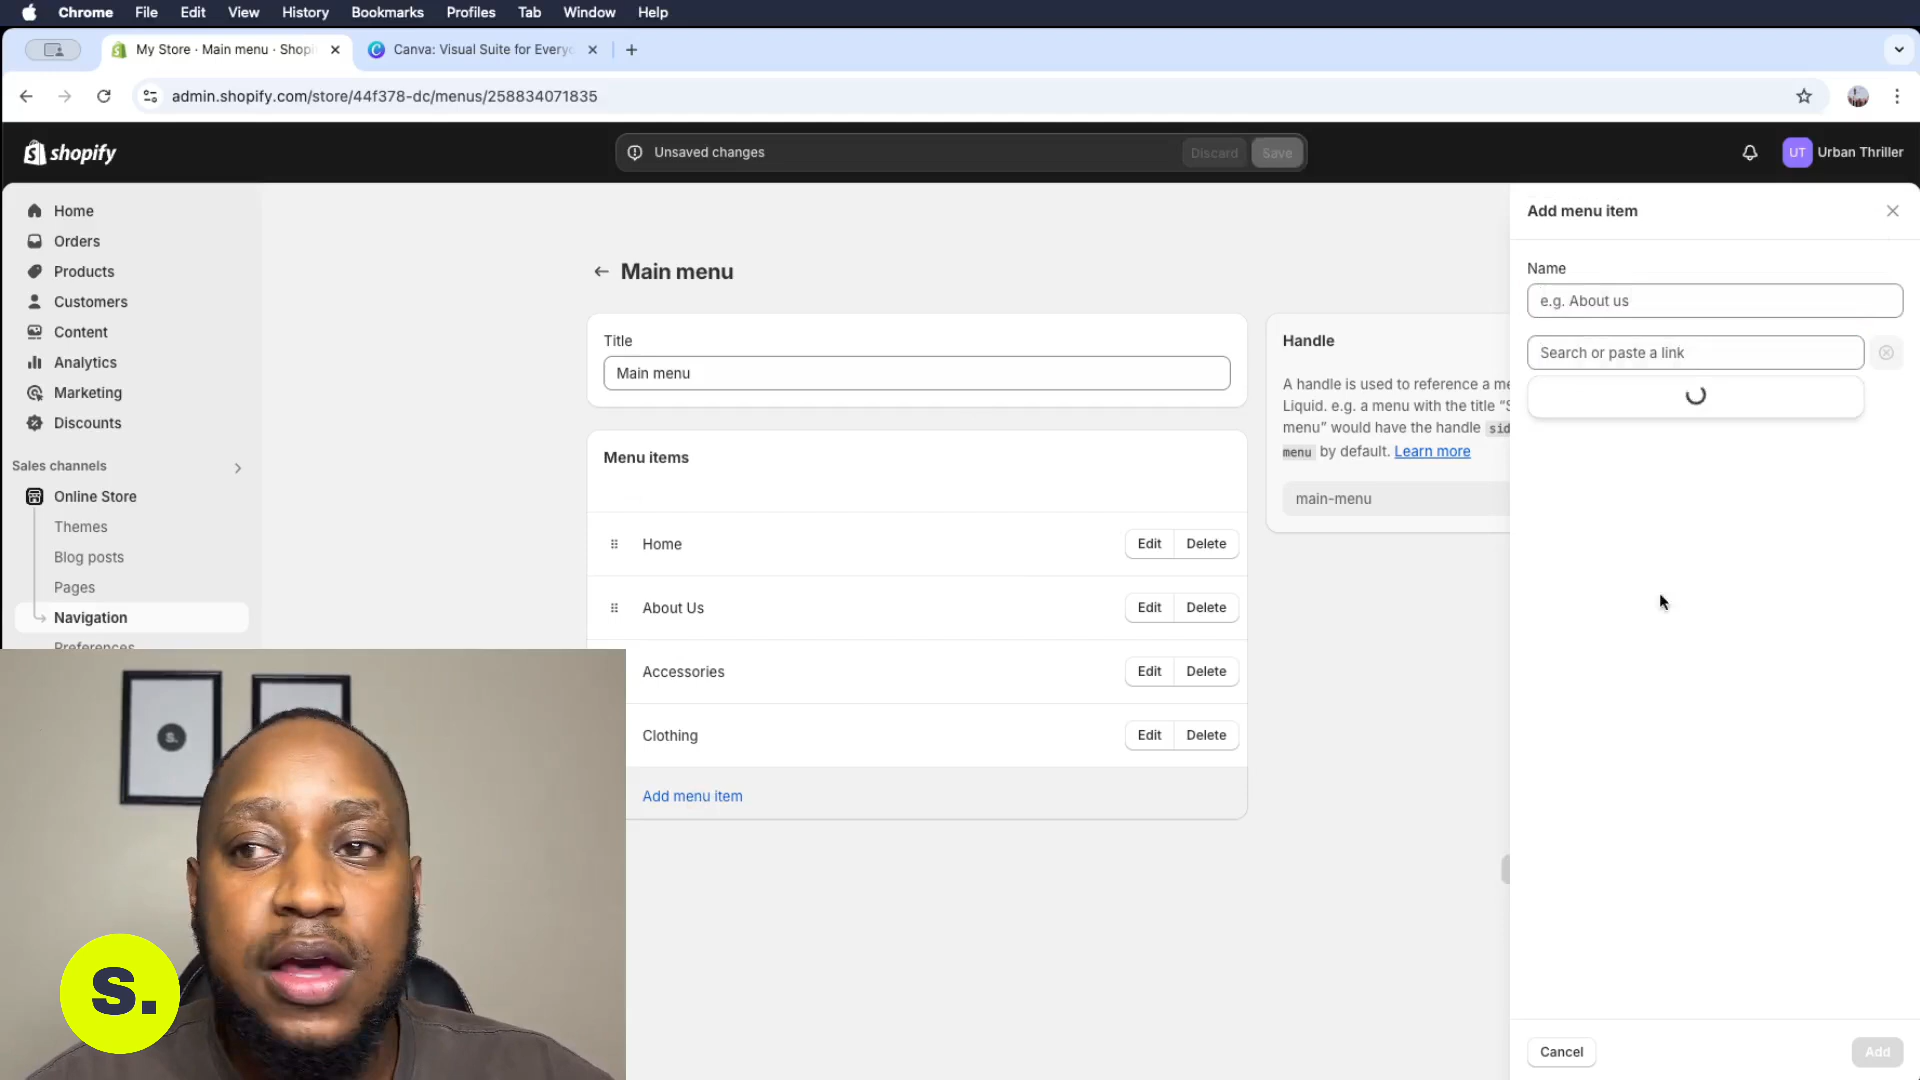 Chrome File Edit View History Bookmarks Profiles Tab Window Help
My Store · Main menu · Shopi
Canva: Visual Suite for Every
admin.shopify.com/store/44f378-dc/menus/258834071835
shopify
Unsaved changes
Discard
Save
UT
Urban Thriller
Home
Orders
Products
Customers
Content
Analytics
Marketing
Discounts
Sales channels
Online Store
Themes
Blog posts
Pages
Navigation
Preferences
Main menu
Title
Main menu
Menu items
Home Edit Delete
About Us Edit Delete
Accessories Edit Delete
Clothing Edit Delete
Add menu item
Handle
A handle is used to reference a me
Liquid. e.g. a menu with the title “S
menu” would have the handle sid
menu by default. Learn more
main-menu
Add menu item
Name
e.g. About us
Search or paste a link
Cancel
Add
s.
s.